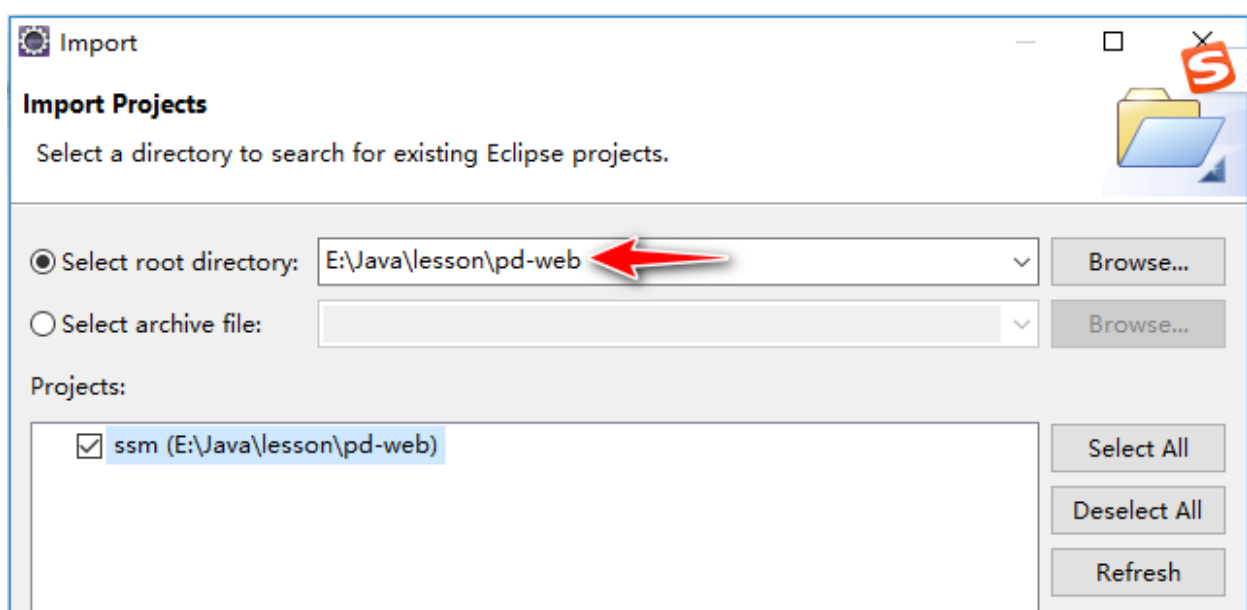 Import
Import Projects
Select a directory to search for existing Eclipse projects.
Select root directory: E:\Java\lesson\pd-web Browse...
Select archive file: Browse...
Projects:
ssm (E:\Java\lesson\pd-web) Select All
Deselect All
Refresh